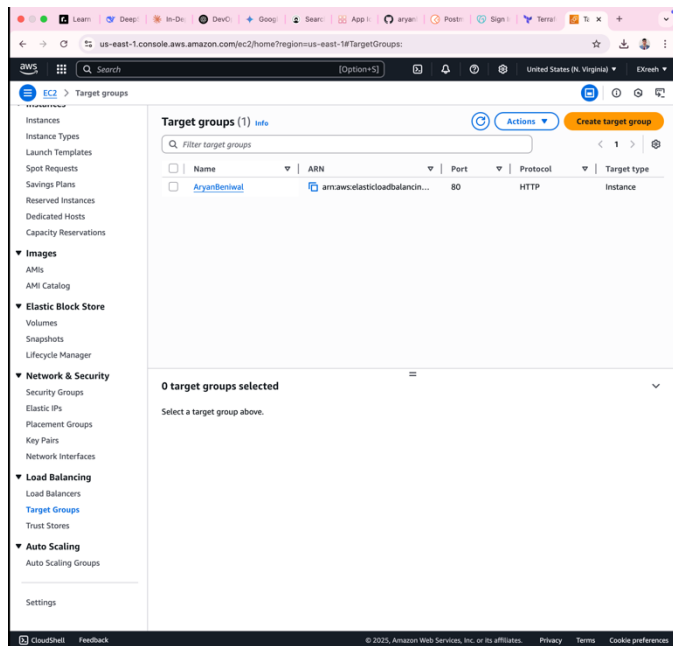 Learn
Deepl
In-De
DevO
Goog
Searc
App I
aryan
Postm
Sign i
Terraf
Ta
us-east-1.console.aws.amazon.com/ec2/home?region=us-east-1#TargetGroups:
aws
Search
[Option+S]
United States (N. Virginia)
EXreeh
EC2 > Target groups
Instances
Instances
Instance Types
Launch Templates
Spot Requests
Savings Plans
Reserved Instances
Dedicated Hosts
Capacity Reservations
Images
AMIs
AMI Catalog
Elastic Block Store
Volumes
Snapshots
Lifecycle Manager
Network & Security
Security Groups
Elastic IPs
Placement Groups
Key Pairs
Network Interfaces
Load Balancing
Load Balancers
Target Groups
Trust Stores
Auto Scaling
Auto Scaling Groups
Settings
Target groups (1) Info
Actions
Create target group
Filter target groups
1
Name ARN Port Protocol Target type
AryanBeniwal arn:aws:elasticloadbalancin... 80 HTTP Instance
0 target groups selected
Select a target group above.
CloudShell Feedback © 2025, Amazon Web Services, Inc. or its affiliates. Privacy Terms Cookie preferences